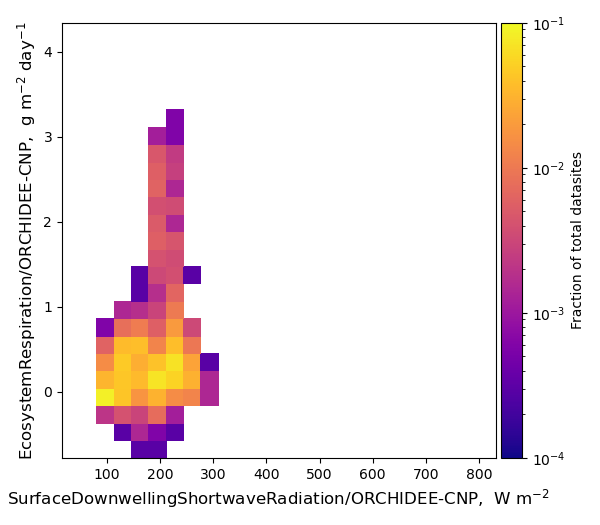 EcosystemRespiration/ORCHIDEE-CNP, g m⁻² day⁻¹
4
3
2
1
0
100 200 300 400 500 600 700 800
SurfaceDownwellingShortwaveRadiation/ORCHIDEE-CNP, W m⁻²
10⁻¹
10⁻²
10⁻³
10⁻⁴
Fraction of total datasites